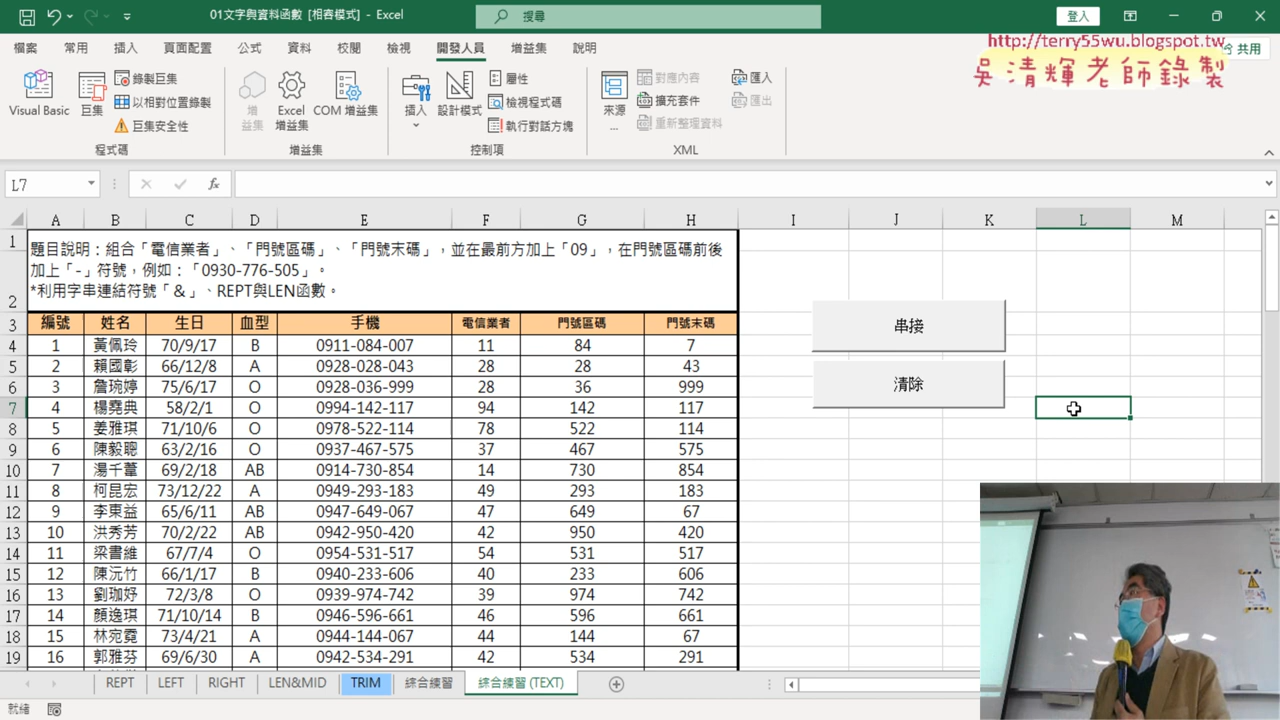 01文字與資料函數 [相容模式] - Excel
搜尋
登入
檔案 常用 插入 頁面配置 公式 資料 校閱 檢視 開發人員 增益集 說明
共用
http://terry55wu.blogspot.tw
吳清輝老師錄製
Visual Basic 巨集 錄製巨集 以相對位置錄製 巨集安全性 程式碼
增益集 Excel 增益集 COM 增益集 增益集
插入 設計模式 屬性 檢視程式碼 執行對話方塊 控制項
來源... 對應內容 擴充套件 重新整理資料 匯入 匯出 XML
L7 fx
A B C D E F G H I J K L M
1 題目說明：組合「電信業者」、「門號區碼」、「門號末碼」，並在最前方加上「09」，在門號區碼前後
加上「-」符號，例如：「0930-776-505」。
2 *利用字串連結符號「&」、REPT與LEN函數。
3 編號 姓名 生日 血型 手機 電信業者 門號區碼 門號末碼
4 1 黃佩玲 70/9/17 B 0911-084-007 11 84 7
5 2 賴國彰 66/12/8 A 0928-028-043 28 28 43
6 3 詹琬婷 75/6/17 O 0928-036-999 28 36 999
7 4 楊堯典 58/2/1 O 0994-142-117 94 142 117
8 5 姜雅琪 71/10/6 O 0978-522-114 78 522 114
9 6 陳毅聰 63/2/16 O 0937-467-575 37 467 575
10 7 湯千葦 69/2/18 AB 0914-730-854 14 730 854
11 8 柯昆宏 73/12/22 A 0949-293-183 49 293 183
12 9 李東益 65/6/11 AB 0947-649-067 47 649 67
13 10 洪秀芳 70/2/22 AB 0942-950-420 42 950 420
14 11 梁書維 67/7/4 O 0954-531-517 54 531 517
15 12 陳沅竹 66/1/17 B 0940-233-606 40 233 606
16 13 劉珈妤 72/3/8 O 0939-974-742 39 974 742
17 14 顏逸琪 71/10/14 B 0946-596-661 46 596 661
18 15 林宛霓 73/4/21 A 0944-144-067 44 144 67
19 16 郭雅芬 69/6/30 A 0942-534-291 42 534 291
串接
清除
REPT LEFT RIGHT LEN&MID TRIM 綜合練習 綜合練習 (TEXT)
就緒